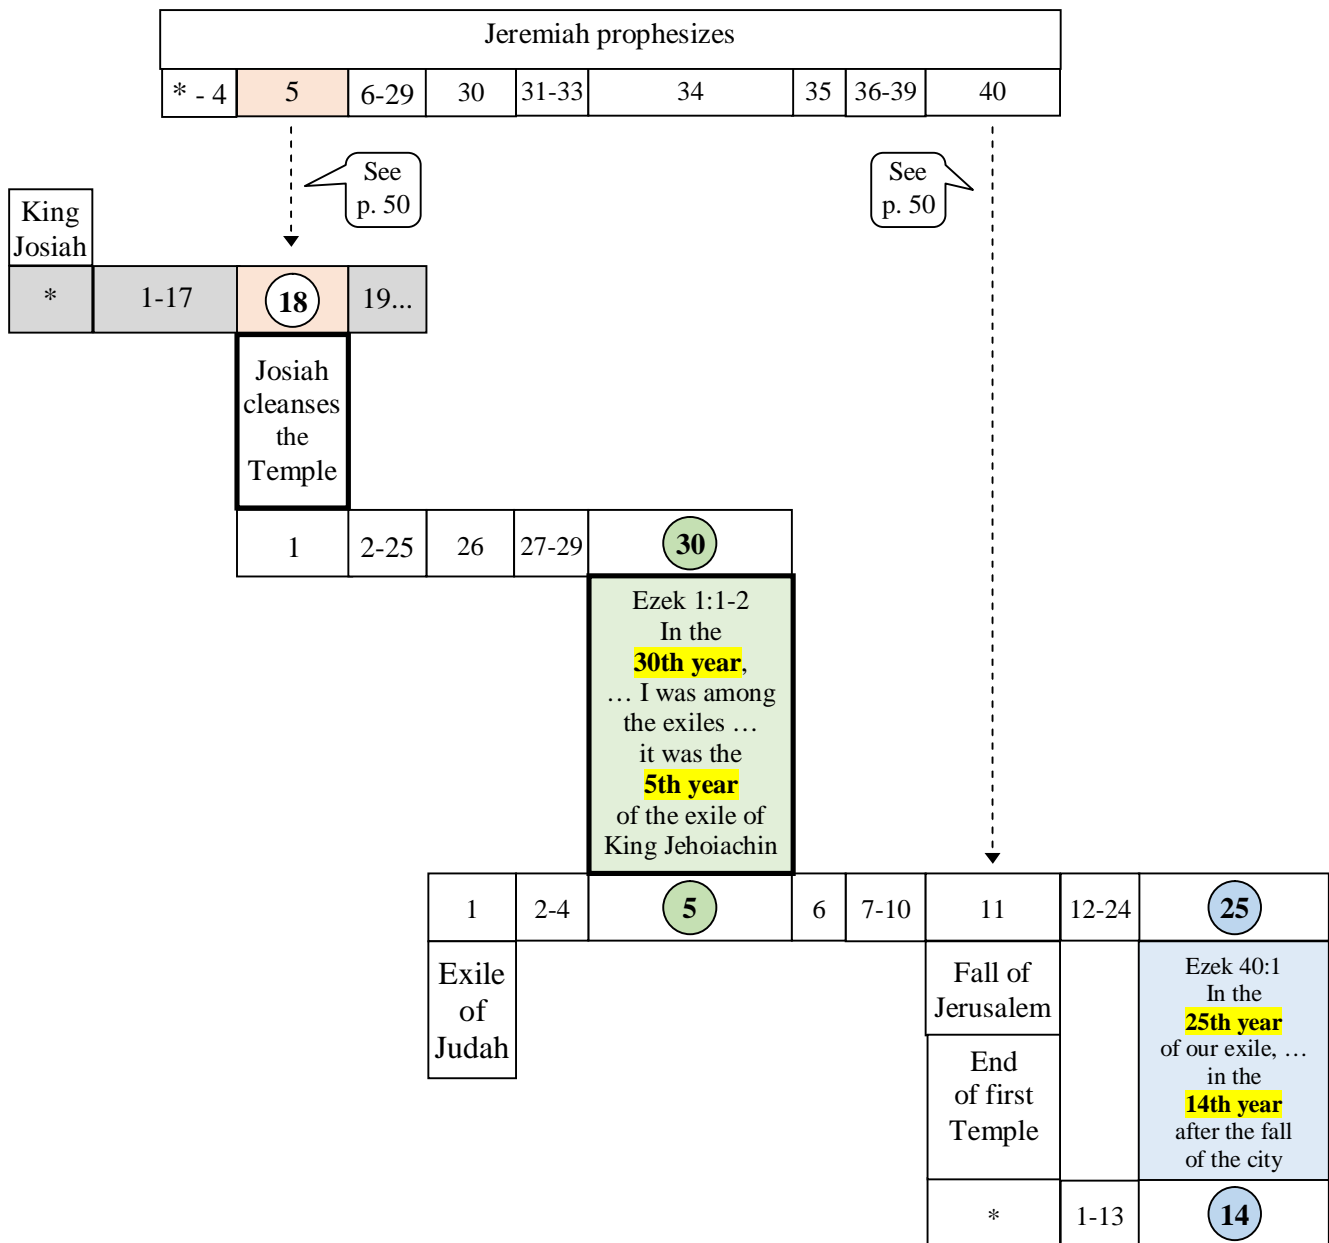 Jeremiah prophesizes
* - 4 5 6-29 30 31-33 34 35 36-39 40
See
p. 50
See
p. 50
King
Josiah
* 1-17 18 19...
Josiah
cleanses
the
Temple
1 2-25 26 27-29 30
Ezek 1:1-2
In the
30th year,
… I was among
the exiles …
it was the
5th year
of the exile of
King Jehoiachin
1 2-4 5 6 7-10 11 12-24 25
Exile
of
Judah
Fall of
Jerusalem
End
of first
Temple
Ezek 40:1
In the
25th year
of our exile, …
in the
14th year
after the fall
of the city
* 1-13 14